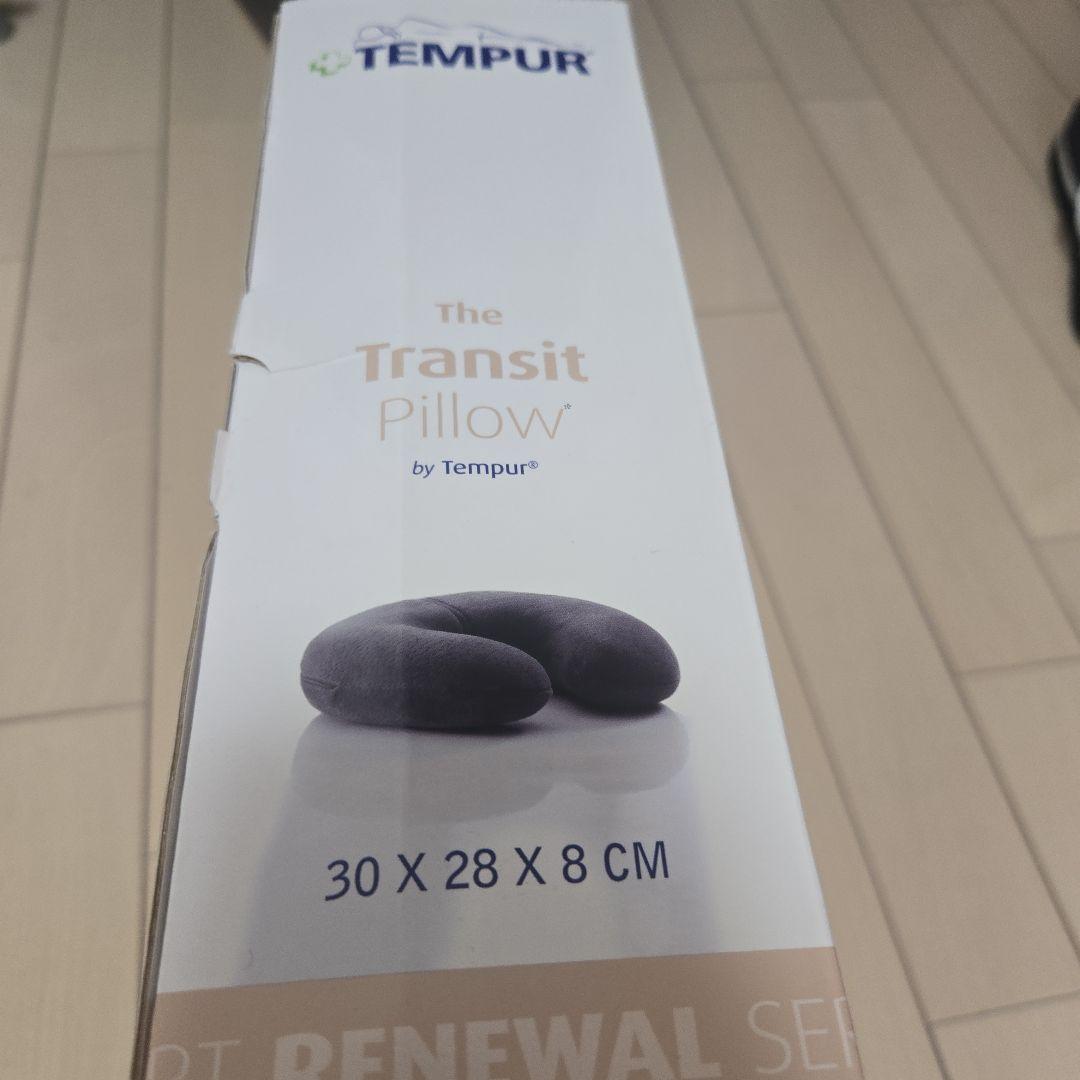 TEMPUR
The
Transit
Pillow*
by Tempur®
30 X 28 X 8 CM
RENEWAL